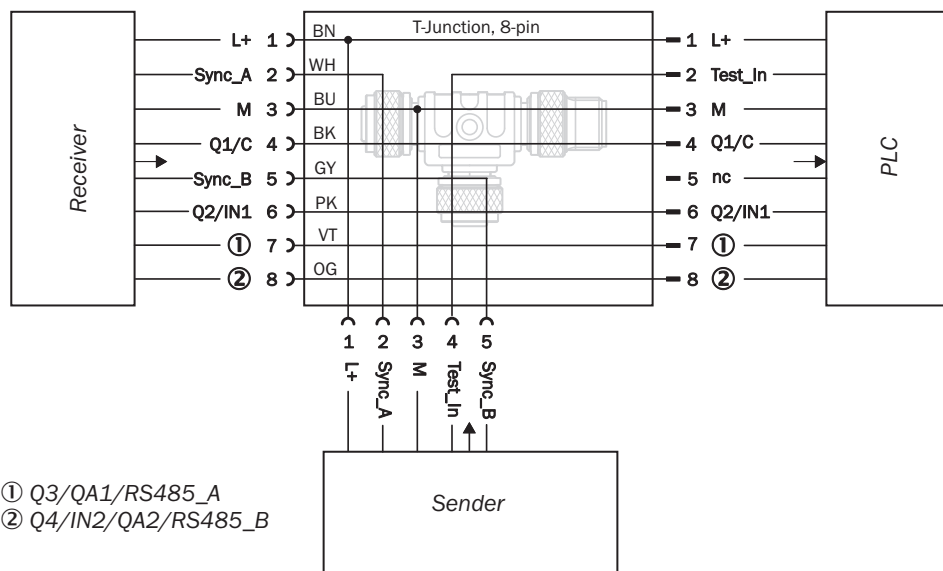 T-Junction, 8-pin
Receiver
PLC
L+ 1 BN 1 L+
Sync_A 2 WH 2 Test_In
M 3 BU 3 M
Q1/C 4 BK 4 Q1/C
Sync_B 5 GY 5 nc
Q2/IN1 6 PK 6 Q2/IN1
① 7 VT 7 ①
② 8 OG 8 ②
1 2 3 4 5
L+ Sync_A M Test_In Sync_B
Sender
① Q3/QA1/RS485_A
② Q4/IN2/QA2/RS485_B